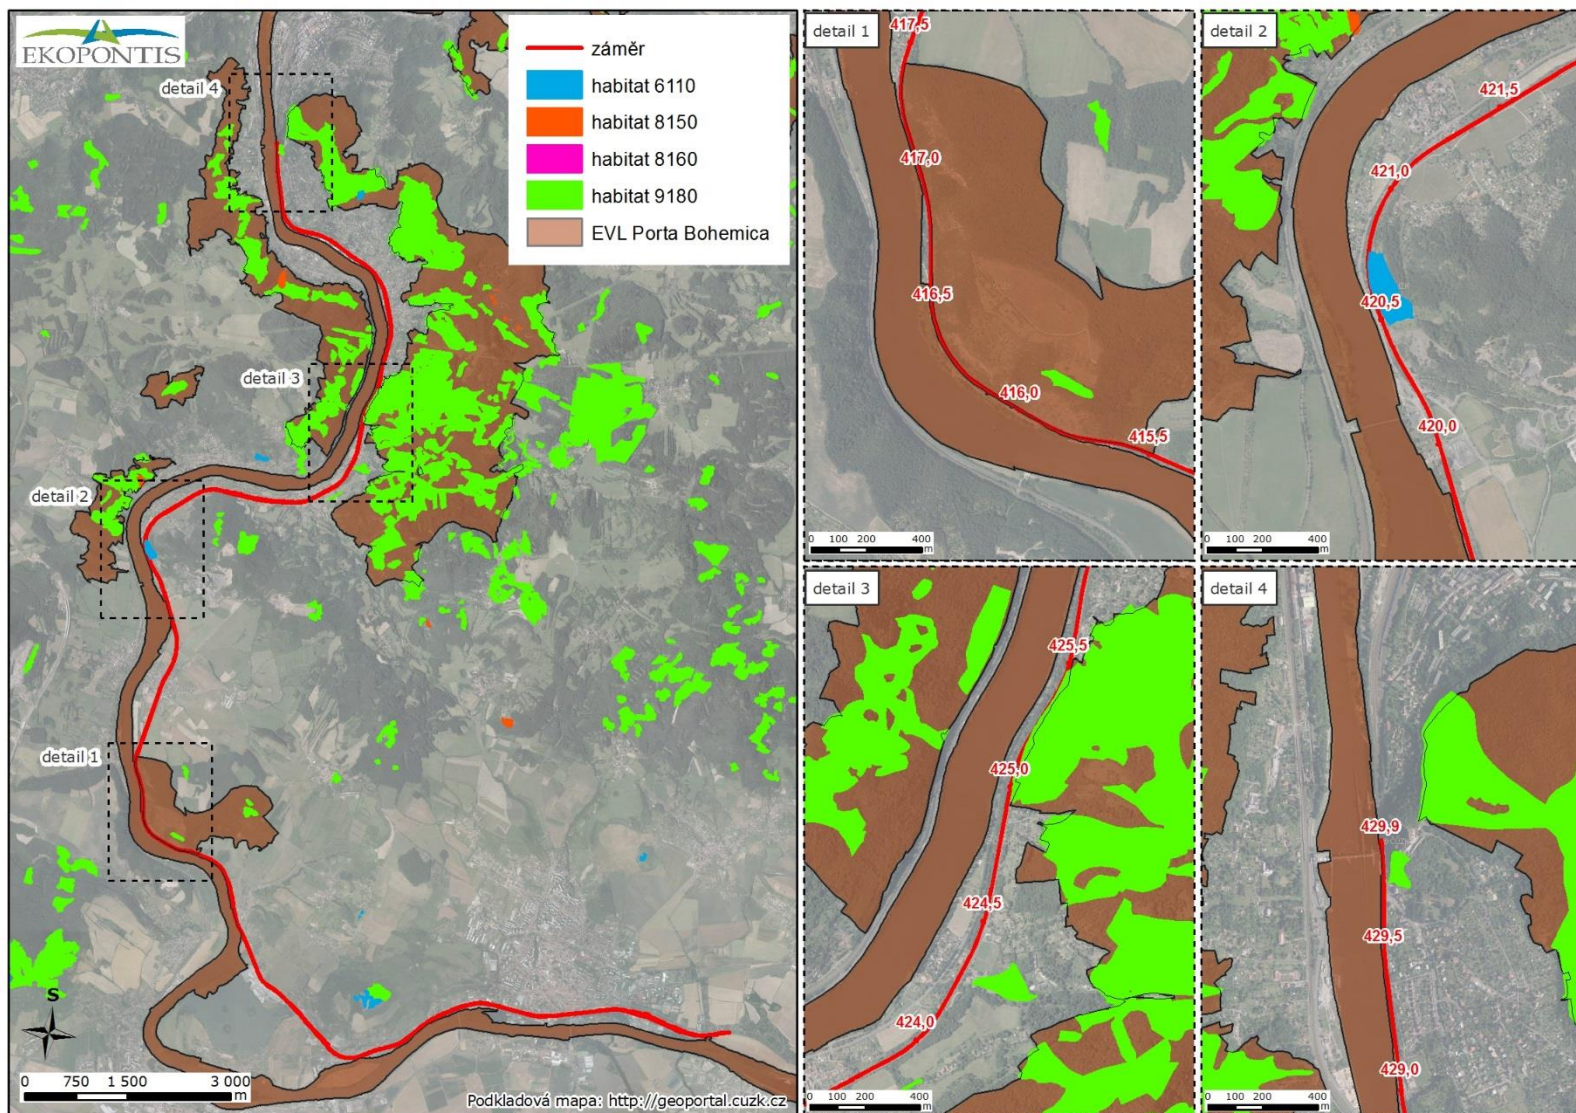 EKOPONTIS
záměr
habitat 6110
habitat 8150
habitat 8160
habitat 9180
EVL Porta Bohemica
detail 4
detail 3
detail 2
detail 1
S
0 750 1 500 3 000
m
Podkladová mapa: http://geoportal.cuzk.cz
detail 1
417,5
417,0
416,5
416,0
415,5
0 100 200 400
m
detail 2
421,5
421,0
420,5
420,0
0 100 200 400
m
detail 3
425,5
425,0
424,5
424,0
0 100 200 400
m
detail 4
429,9
429,5
429,0
0 100 200 400
m